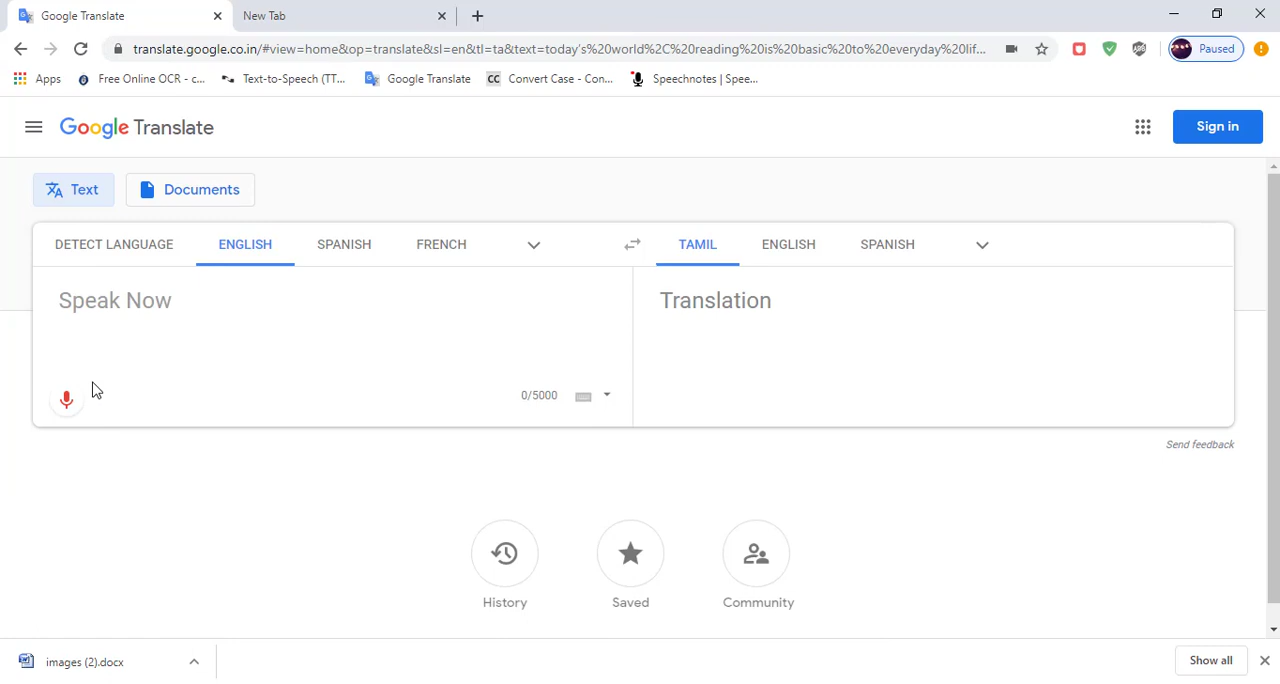 Google Translate
New Tab
translate.google.co.in/#view=home&op=translate&sl=en&tl=ta&text=today's%20world%2C%20reading%20is%20basic%20to%20everyday%20lif...
Paused
Apps
Free Online OCR - c...
Text-to-Speech (TT...
Google Translate
CC Convert Case - Con...
Speechnotes | Spee...
Google Translate
Sign in
Text
Documents
DETECT LANGUAGE ENGLISH SPANISH FRENCH
TAMIL ENGLISH SPANISH
Speak Now
Translation
0/5000
Send feedback
History
Saved
Community
images (2).docx
Show all